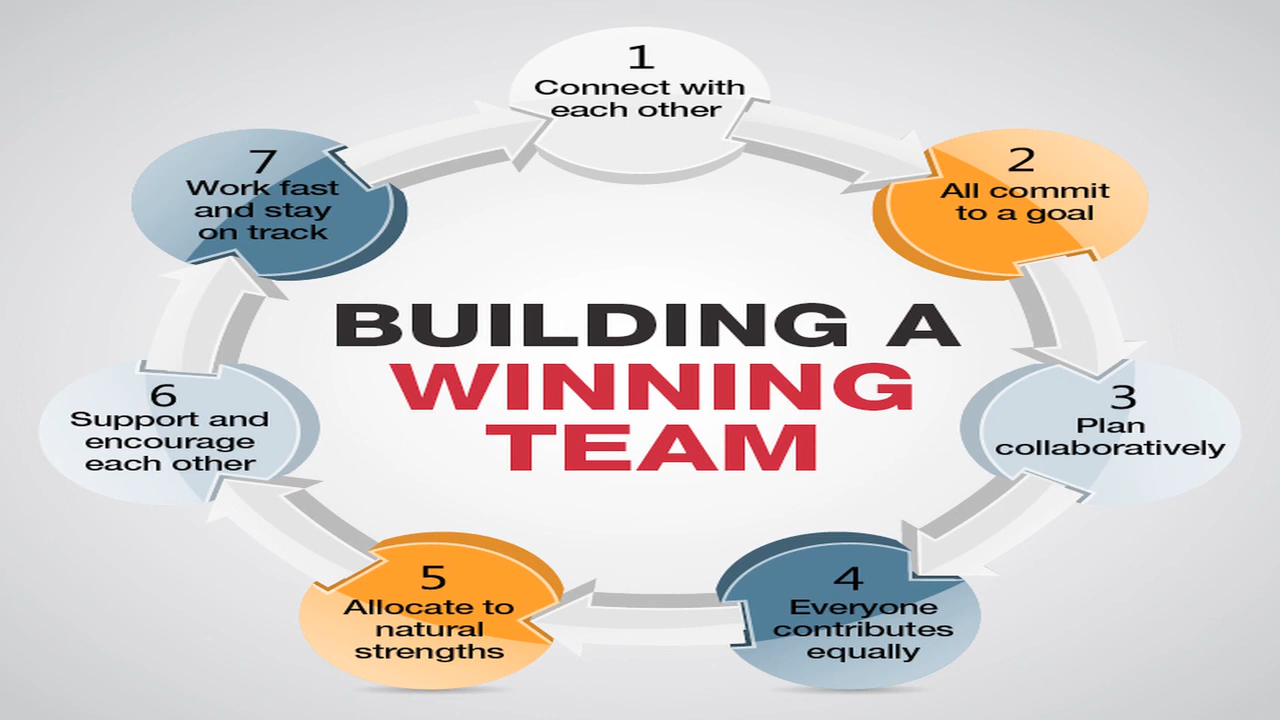 BUILDING A
WINNING
TEAM
1
Connect with
each other
2
All commit
to a goal
3
Plan
collaboratively
4
Everyone
contributes
equally
5
Allocate to
natural
strengths
6
Support and
encourage
each other
7
Work fast
and stay
on track